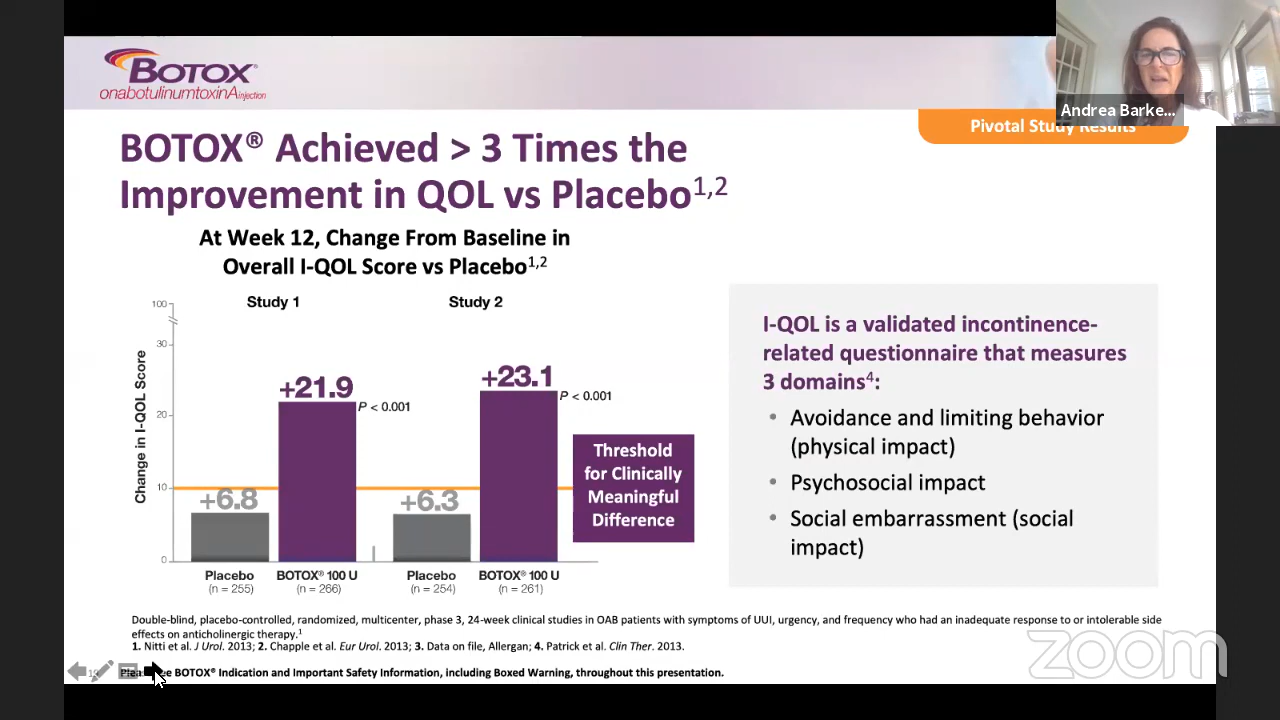 BOTOX®
onabotulinumtoxinA injection
Andrea Barke...
Pivotal Study Results
BOTOX® Achieved > 3 Times the
Improvement in QOL vs Placebo1,2
At Week 12, Change From Baseline in
Overall I-QOL Score vs Placebo1,2
Study 1
Study 2
Change in I-QOL Score
100
30
20
10
0
+6.8
+21.9
P < 0.001
+6.3
+23.1
P < 0.001
Threshold
for Clinically
Meaningful
Difference
Placebo
(n = 255)
BOTOX® 100 U
(n = 266)
Placebo
(n = 254)
BOTOX® 100 U
(n = 261)
I-QOL is a validated incontinence-
related questionnaire that measures
3 domains4:
• Avoidance and limiting behavior
(physical impact)
• Psychosocial impact
• Social embarrassment (social
impact)
Double-blind, placebo-controlled, randomized, multicenter, phase 3, 24-week clinical studies in OAB patients with symptoms of UUI, urgency, and frequency who had an inadequate response to or intolerable side
effects on anticholinergic therapy.1
1. Nitti et al. J Urol. 2013; 2. Chapple et al. Eur Urol. 2013; 3. Data on file, Allergan; 4. Patrick et al. Clin Ther. 2013.
BOTOX® Indication and Important Safety Information, including Boxed Warning, throughout this presentation.
zoom